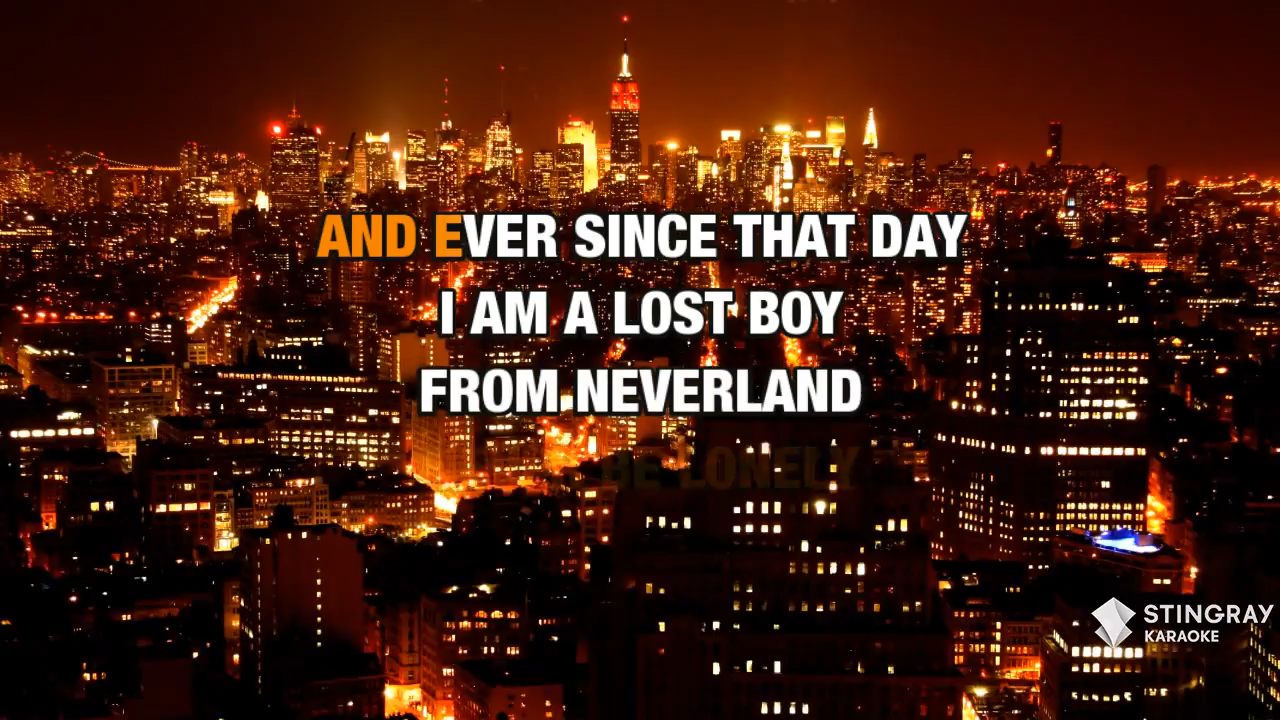 AND EVER SINCE THAT DAY
I AM A LOST BOY
FROM NEVERLAND
BE LONELY
STINGRAY
KARAOKE